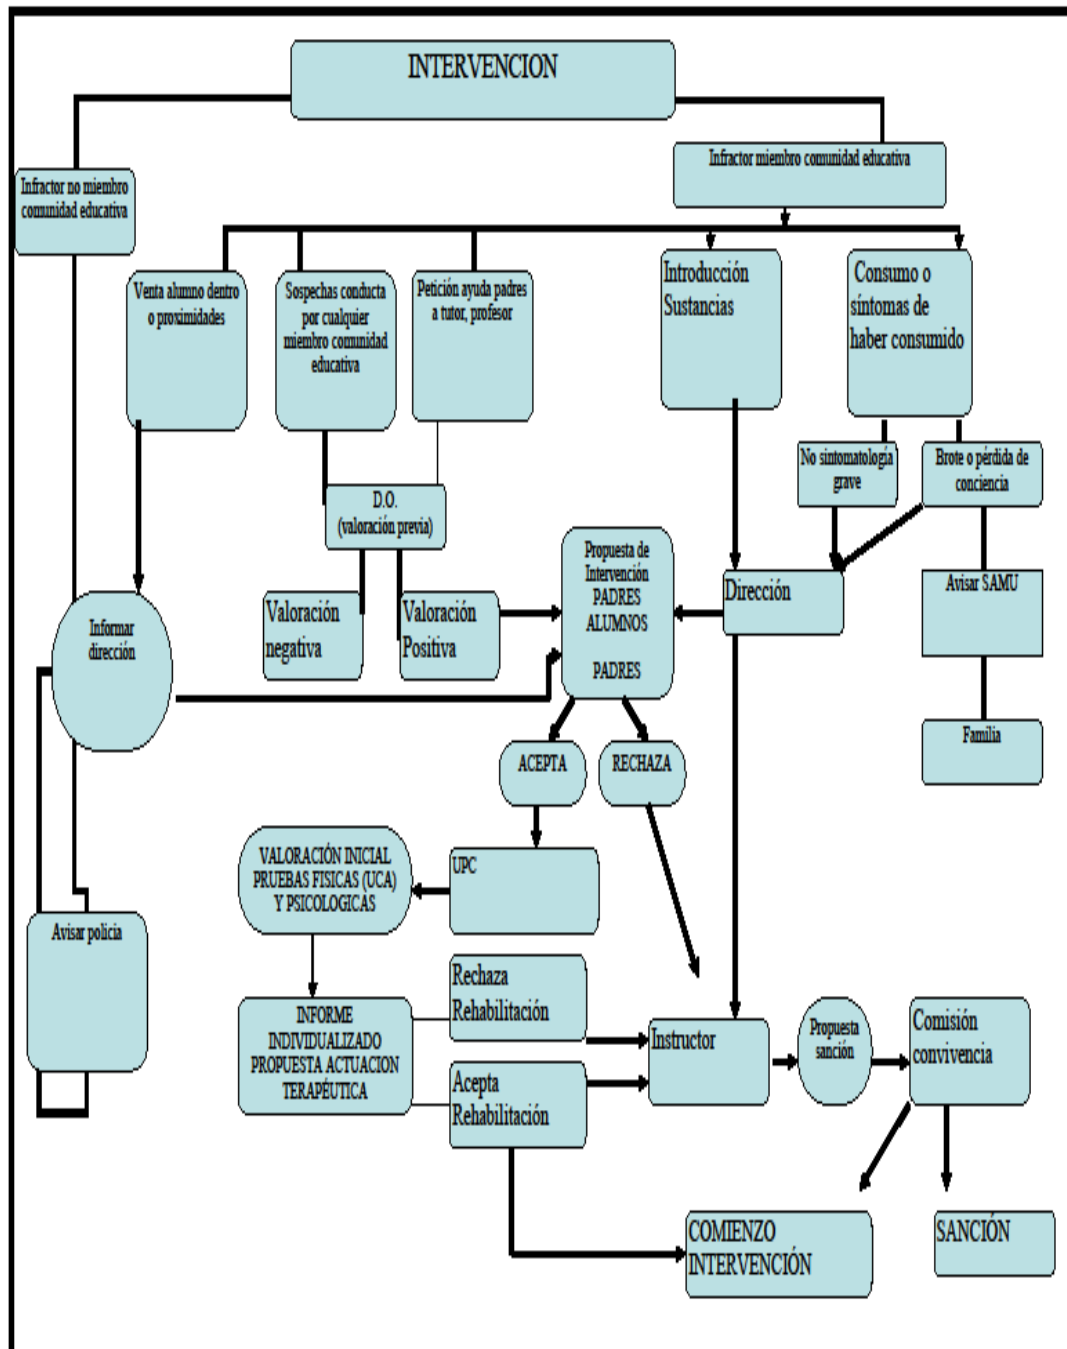 INTERVENCION
Infractor no miembro
comunidad educativa
Infractor miembro comunidad educativa
Venta alumno dentro
o proximidades
Sospechas conducta
por cualquier
miembro comunidad
educativa
Petición ayuda padres
a tutor, profesor
Introducción
Sustancias
Consumo o
síntomas de
haber consumido
No sintomatología
grave
Brote o pérdida de
conciencia
D.O.
(valoración previa)
Valoración
negativa
Valoración
Positiva
Propuesta de
Intervención
PADRES
ALUMNOS
PADRES
Dirección
Avisar SAMU
Informar
dirección
Familia
ACEPTA
RECHAZA
VALORACIÓN INICIAL
PRUEBAS FISICAS (UCA)
Y PSICOLOGICAS
UPC
Avisar policia
Rechaza
Rehabilitación
INFORME
INDIVIDUALIZADO
PROPUESTA ACTUACION
TERAPÉUTICA
Acepta
Rehabilitación
Instructor
Propuesta
sanción
Comisión
convivencia
COMIENZO
INTERVENCIÓN
SANCIÓN